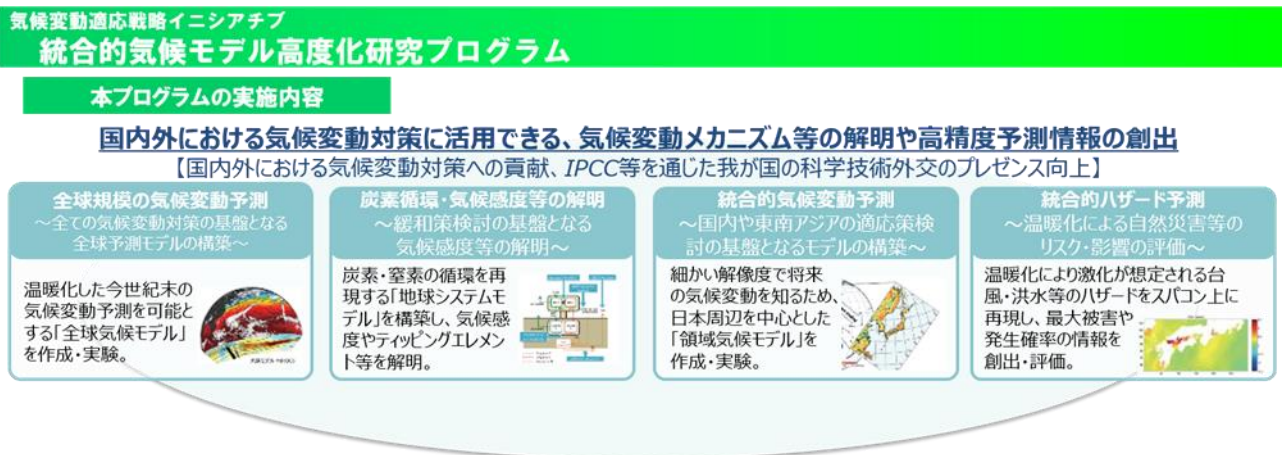 気候変動適応戦略イニシアチブ
統合的気候モデル高度化研究プログラム
本プログラムの実施内容
国内外における気候変動対策に活用できる、気候変動メカニズム等の解明や高精度予測情報の創出
【国内外における気候変動対策への貢献、IPCC等を通じた我が国の科学技術外交のプレゼンス向上】
全球規模の気候変動予測
～全ての気候変動対策の基盤となる
全球予測モデルの構築～
温暖化した今世紀末の
気候変動予測を可能と
する「全球気候モデル」
を作成・実験。
炭素循環・気候感度等の解明
～緩和策検討の基盤となる
気候感度等の解明～
炭素・窒素の循環を再
現する「地球システムモ
デル」を構築し、気候感
度やティッピングエレメン
ト等を解明。
統合的気候変動予測
～国内や東南アジアの適応策検
討の基盤となるモデルの構築～
細かい解像度で将来
の気候変動を知るため、
日本周辺を中心とした
「領域気候モデル」を
作成・実験。
統合的ハザード予測
～温暖化による自然災害等の
リスク・影響の評価～
温暖化により激化が想定される台
風・洪水等のハザードをスパコン上に
再現し、最大被害や
発生確率の情報を
創出・評価。